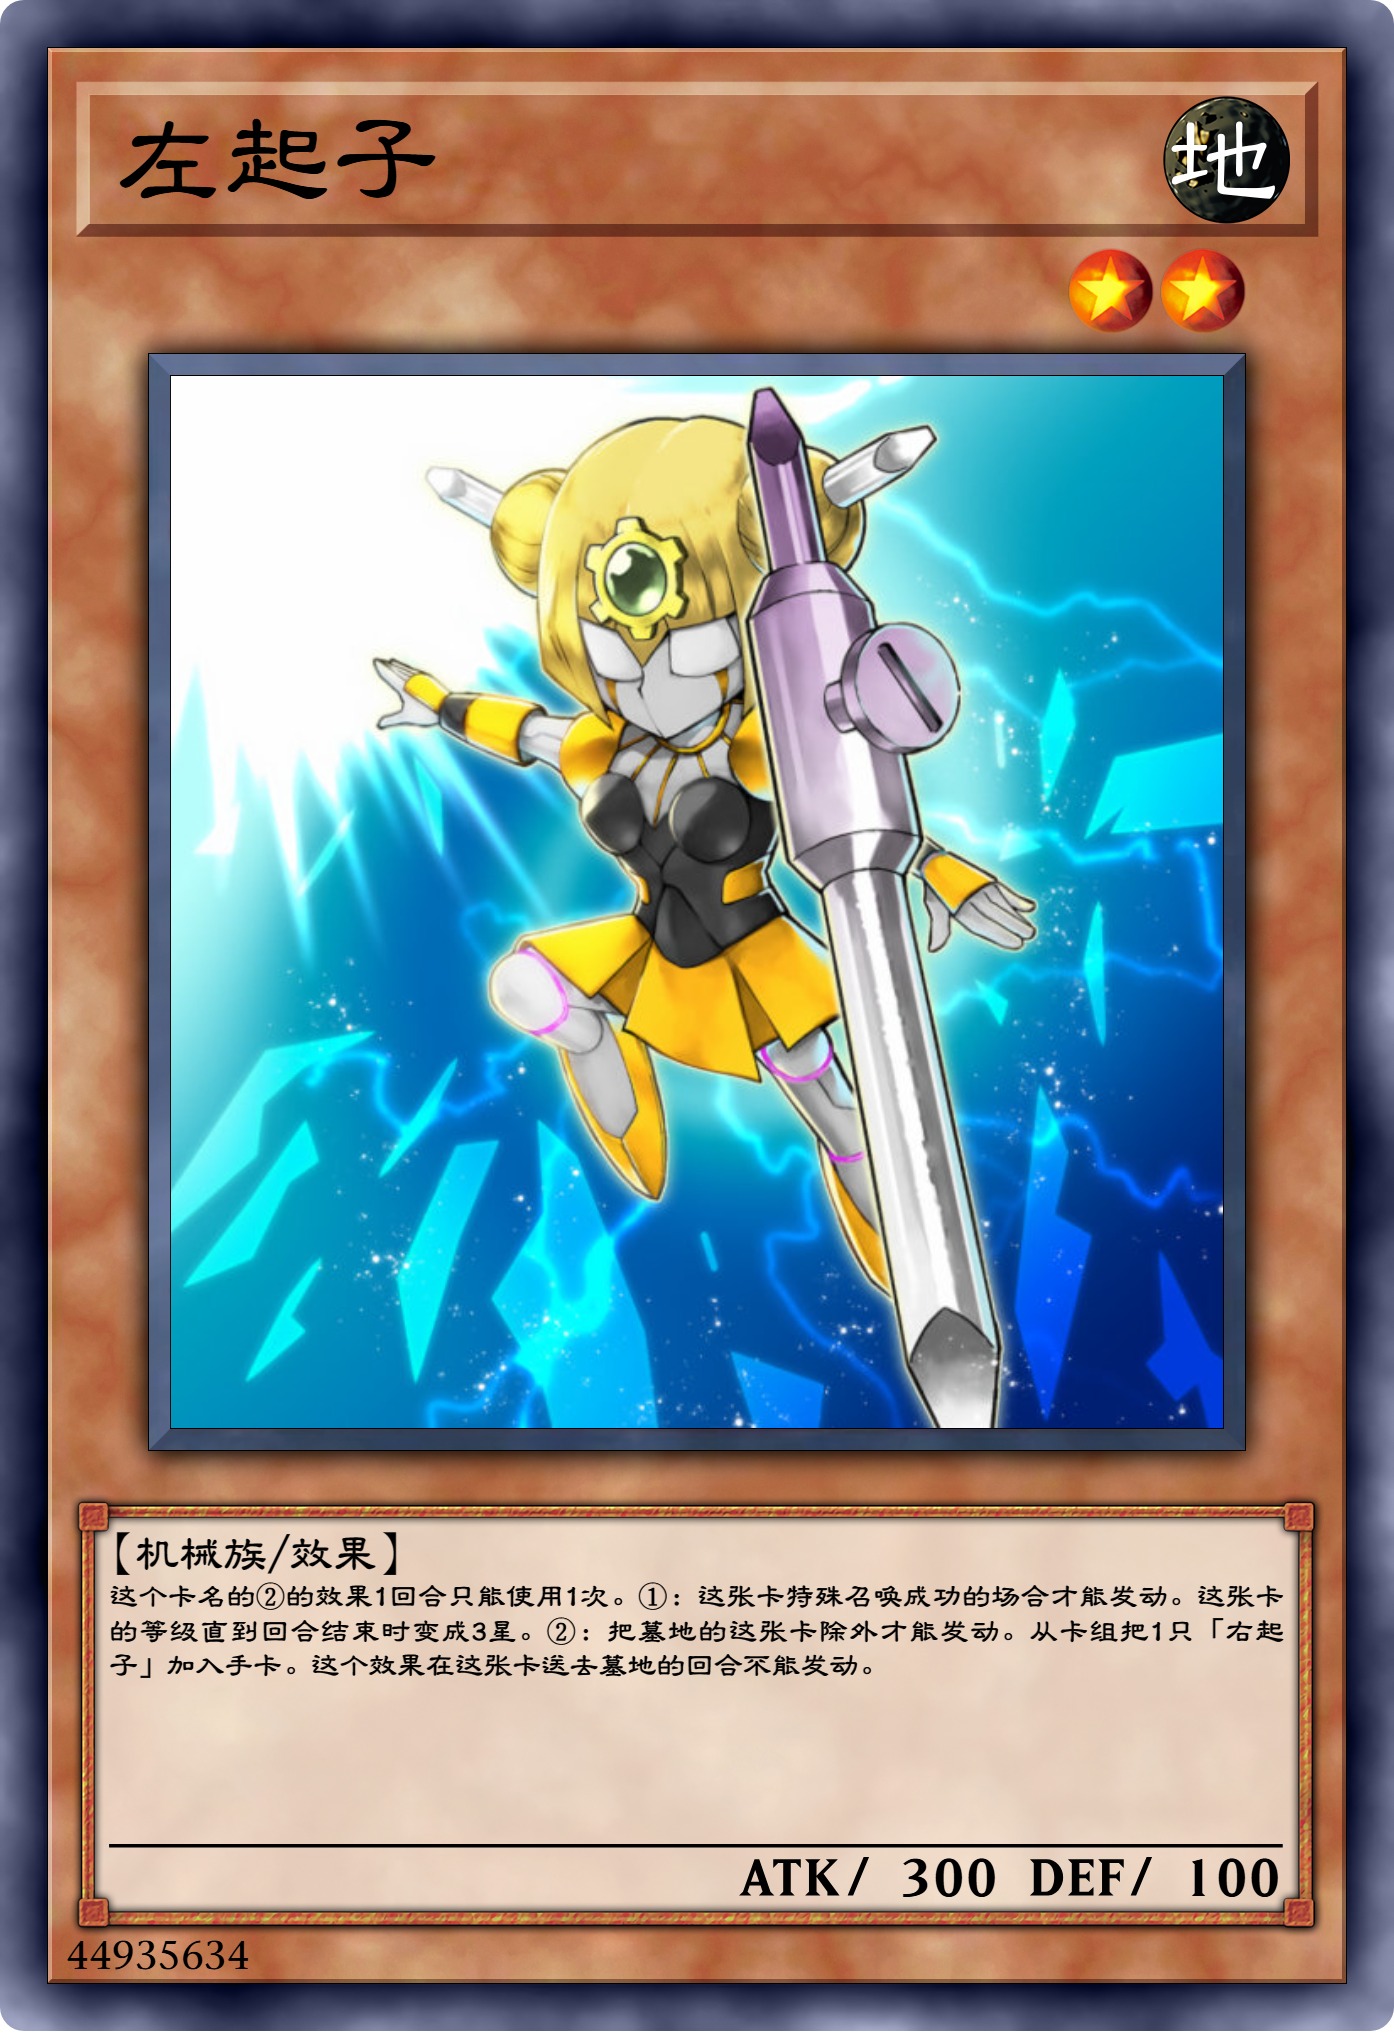 左起子
地
【机械族/效果】
这个卡名的②的效果1回合只能使用1次。①：这张卡特殊召唤成功的场合才能发动。这张卡
的等级直到回合结束时变成3星。②：把墓地的这张卡除外才能发动。从卡组把1只「右起
子」加入手卡。这个效果在这张卡送去墓地的回合不能发动。
ATK/ 300 DEF/ 100
44935634